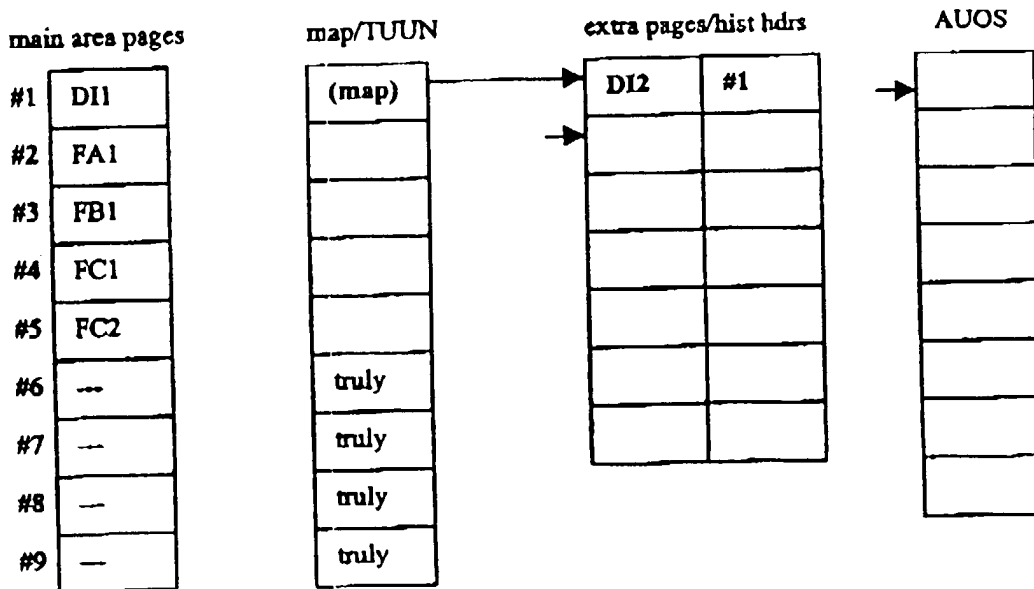 main area pages
map/TUUN
extra pages/hist hdrs
AUOS
#1 DI1 (map) DI2 #1
#2 FA1
#3 FB1
#4 FC1
#5 FC2
#6 --- truly
#7 — truly
#8 — truly
#9 — truly